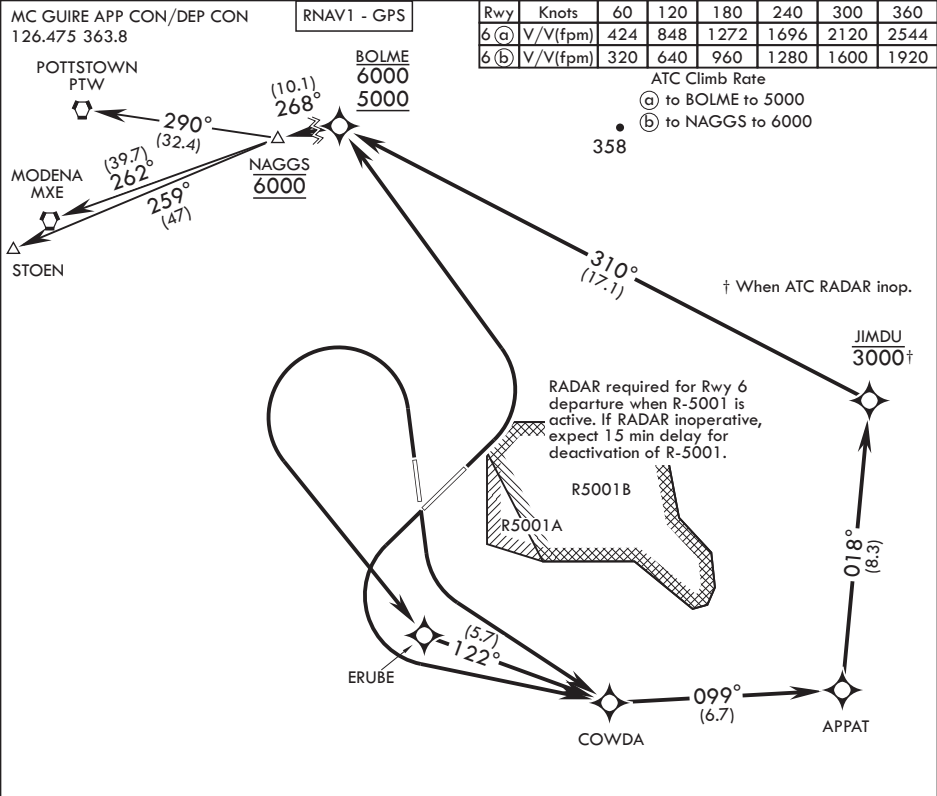 MC GUIRE APP CON/DEP CON
126.475 363.8
RNAV1 - GPS
Rwy Knots 60 120 180 240 300 360
6 ⓐ V/V(fpm) 424 848 1272 1696 2120 2544
6 ⓑ V/V(fpm) 320 640 960 1280 1600 1920
ATC Climb Rate
ⓐ to BOLME to 5000
ⓑ to NAGGS to 6000
358
BOLME
6000
5000
(10.1)
268°
POTTSTOWN
PTW
290°
(32.4)
NAGGS
6000
(39.7)
262°
259°
(47)
MODENA
MXE
STOEN
310°
(17.1)
† When ATC RADAR inop.
JIMDU
3000†
RADAR required for Rwy 6
departure when R-5001 is
active. If RADAR inoperative,
expect 15 min delay for
deactivation of R-5001.
R5001B
R5001A
018°
(8.3)
(5.7)
122°
ERUBE
099°
(6.7)
COWDA
APPAT